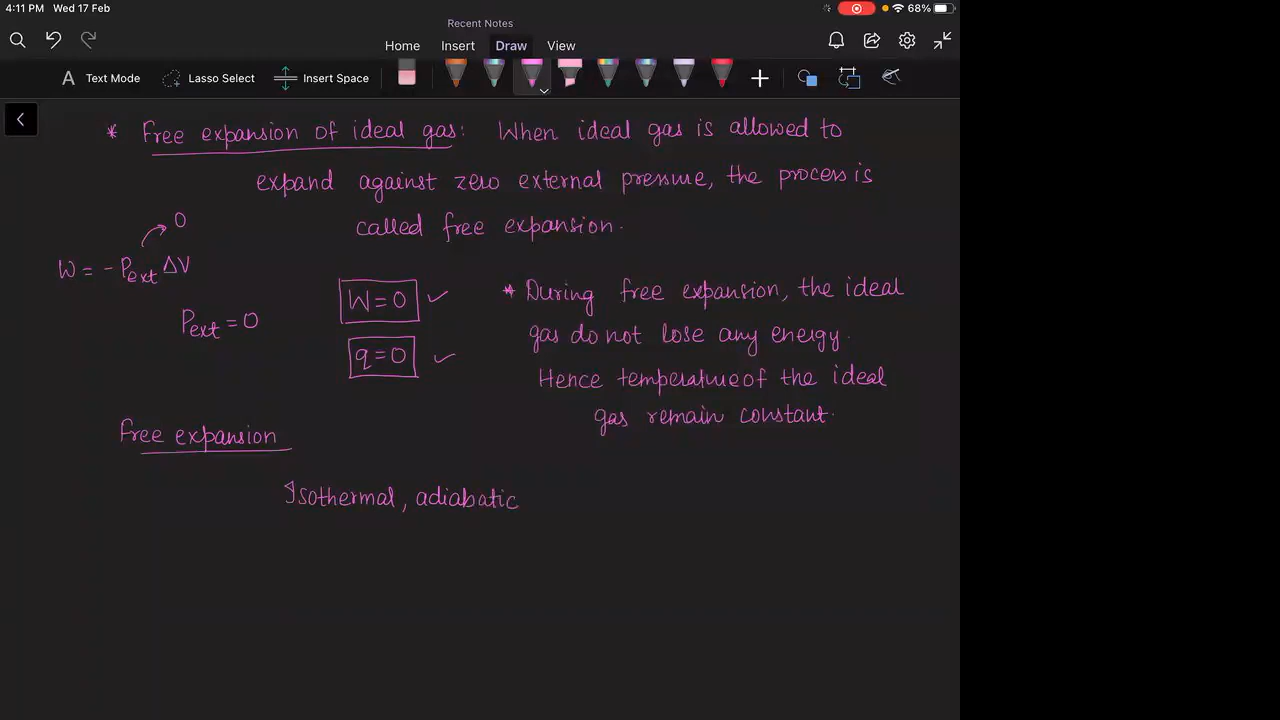 4:11 PM Wed 17 Feb
68%
Recent Notes
Home Insert Draw View
A Text Mode Lasso Select Insert Space
* Free expansion of ideal gas: When ideal gas is allowed to
expand against zero external pressure, the process is
called free expansion.
0
W = - Pext ΔV
Pext = 0
W = 0 ✓
q = 0 ✓
* During free expansion, the ideal
gas do not lose any energy.
Hence temperature of the ideal
gas remain constant.
Free expansion
Isothermal, adiabatic